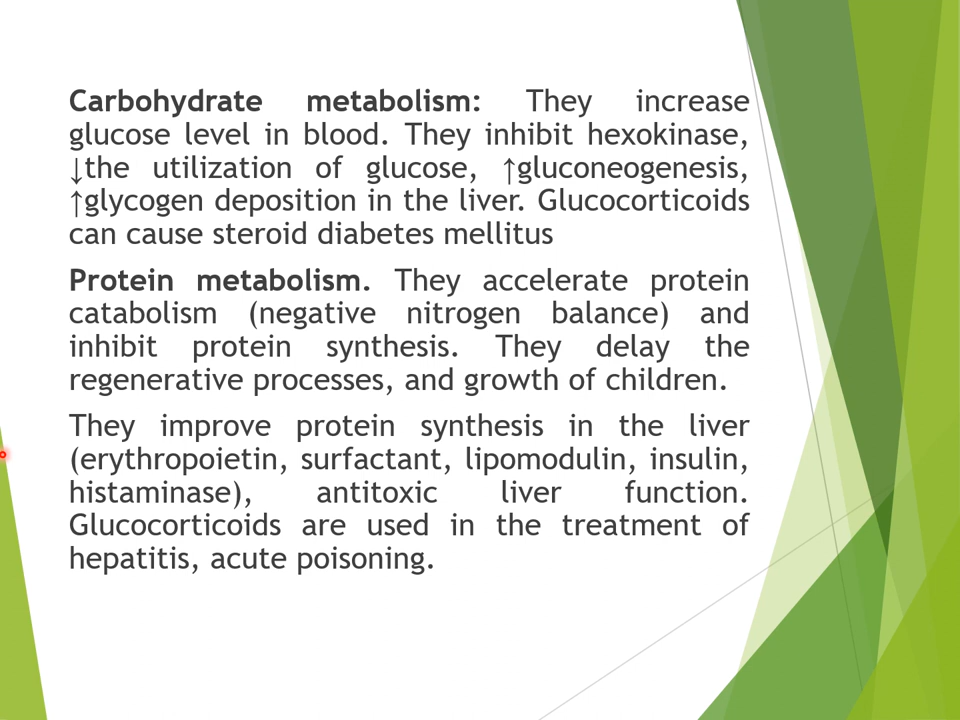 Carbohydrate metabolism: They increase
glucose level in blood. They inhibit hexokinase,
↓the utilization of glucose, ↑gluconeogenesis,
↑glycogen deposition in the liver. Glucocorticoids
can cause steroid diabetes mellitus
Protein metabolism. They accelerate protein
catabolism (negative nitrogen balance) and
inhibit protein synthesis. They delay the
regenerative processes, and growth of children.
They improve protein synthesis in the liver
(erythropoietin, surfactant, lipomodulin, insulin,
histaminase), antitoxic liver function.
Glucocorticoids are used in the treatment of
hepatitis, acute poisoning.